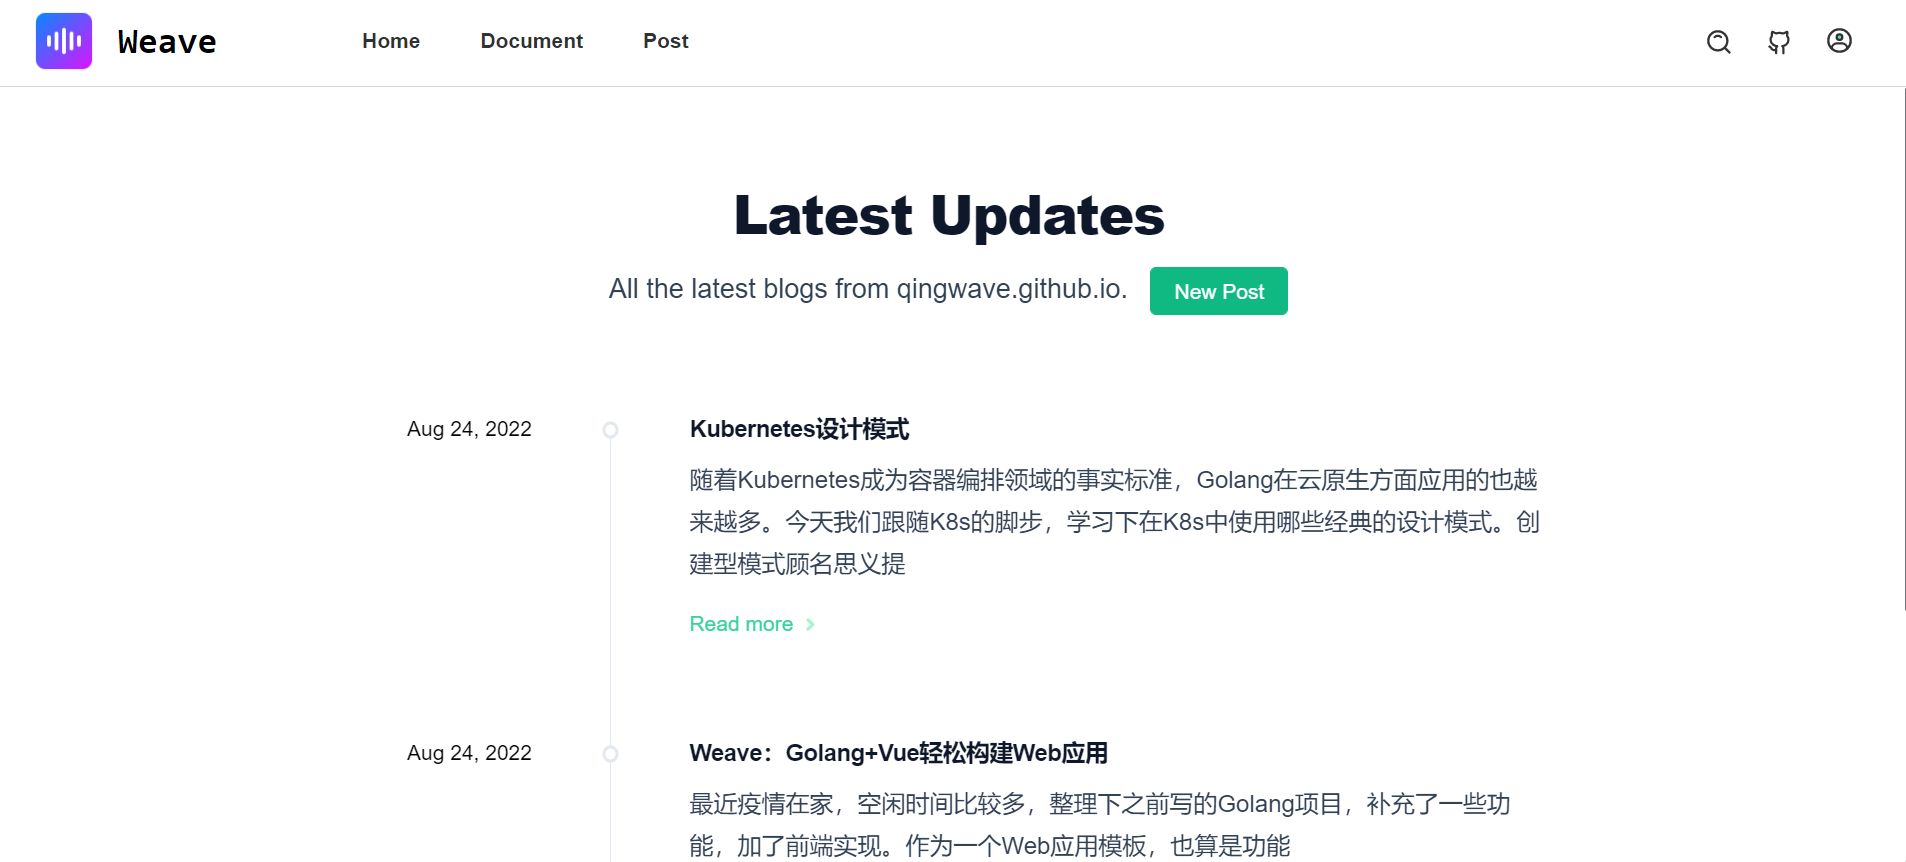 Weave
Home
Document
Post
Latest Updates
All the latest blogs from qingwave.github.io.
New Post
Aug 24, 2022
Kubernetes设计模式
随着Kubernetes成为容器编排领域的事实标准，Golang在云原生方面应用的也越
来越多。今天我们跟随K8s的脚步，学习下在K8s中使用哪些经典的设计模式。创
建型模式顾名思义提
Read more
Aug 24, 2022
Weave：Golang+Vue轻松构建Web应用
最近疫情在家，空闲时间比较多，整理下之前写的Golang项目，补充了一些功
能，加了前端实现。作为一个Web应用模板，也算是功能